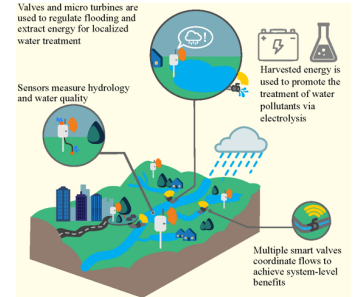 Valves and micro turbines are
used to regulate flooding and
extract energy for localized
water treatment
Harvested energy is
used to promote the
treatment of water
pollutants via
electrolysis
Sensors measure hydrology
and water quality
Multiple smart valves
coordinate flows to
achieve system-level
benefits